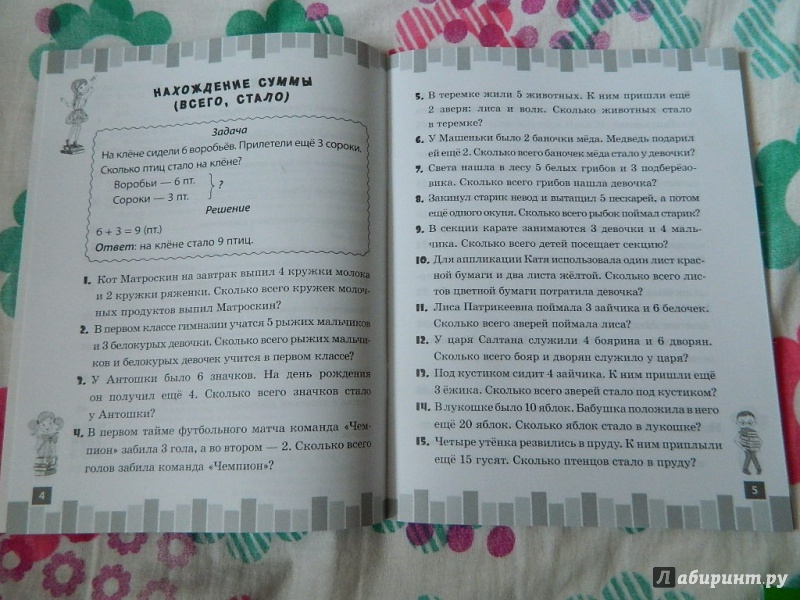 НАХОЖДЕНИЕ СУММЫ
(ВСЕГО, СТАЛО)
Задача
На клёне сидели 6 воробьёв. Прилетели ещё 3 сороки.
Сколько птиц стало на клёне?
Воробьи — 6 пт.
Сороки — 3 пт. } ?
Решение
6 + 3 = 9 (пт.)
Ответ: на клёне стало 9 птиц.
1. Кот Матроскин на завтрак выпил 4 кружки молока
и 2 кружки ряженки. Сколько всего кружек молоч-
ных продуктов выпил Матроскин?
2. В первом классе гимназии учатся 5 рыжих мальчиков
и 3 белокурых девочки. Сколько всего рыжих мальчи-
ков и белокурых девочек учится в первом классе?
3. У Антошки было 6 значков. На день рождения
он получил ещё 4. Сколько значков стало
у Антошки?
4. В первом тайме футбольного матча команда «Чем-
пион» забила 3 гола, а во втором — 2. Сколько всего
голов забила команда «Чемпион»?
4
5. В теремке жили 5 животных. К ним пришли ещё
2 зверя: лиса и волк. Сколько животных стало
в теремке?
6. У Машеньки было 2 баночки мёда. Медведь подарил
ей ещё 2. Сколько всего баночек мёда стало у девочки?
7. Света нашла в лесу 5 белых грибов и 3 подберёзо-
вика. Сколько всего грибов нашла девочка?
8. Закинул старик невод и вытащил 5 пескарей, а потом
ещё одного окуня. Сколько всего рыбок поймал старик?
9. В секции карате занимаются 3 девочки и 4 маль-
чика. Сколько всего детей посещает секцию?
10. Для аппликации Катя использовала один лист крас-
ной бумаги и два листа жёлтой. Сколько всего лис-
тов цветной бумаги потратила девочка?
11. Лиса Патрикеевна поймала 3 зайчика и 6 белочек.
Сколько всего зверей поймала лиса?
12. У царя Салтана служили 4 боярина и 6 дворян.
Сколько всего бояр и дворян служило у царя?
13. Под кустиком сидит 4 зайчика. К ним пришли ещё
3 ёжика. Сколько всего зверей стало под кустиком?
14. В лукошке было 10 яблок. Бабушка положила в него
ещё 20 яблок. Сколько яблок стало в лукошке?
15. Четыре утёнка резвились в пруду. К ним приплыли
ещё 15 гусят. Сколько птенцов стало в пруду?
5
Лабиринт.ру